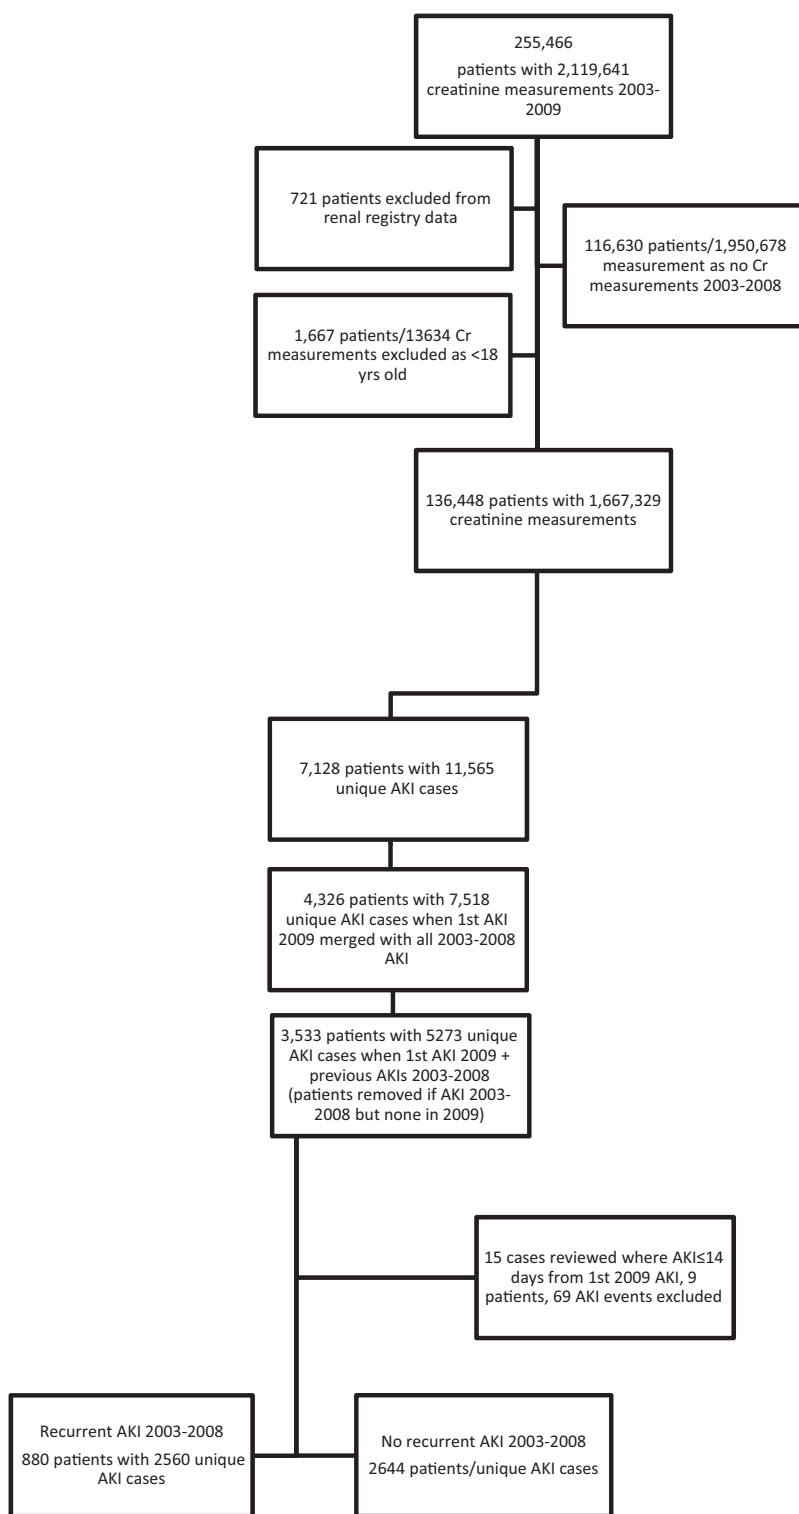 255,466
patients with 2,119,641
creatinine measurements 2003-
2009
721 patients excluded from
renal registry data
116,630 patients/1,950,678
measurement as no Cr
measurements 2003-2008
1,667 patients/13634 Cr
measurements excluded as <18
yrs old
136,448 patients with 1,667,329
creatinine measurements
7,128 patients with 11,565
unique AKI cases
4,326 patients with 7,518
unique AKI cases when 1st AKI
2009 merged with all 2003-2008
AKI
3,533 patients with 5273 unique
AKI cases when 1st AKI 2009 +
previous AKIs 2003-2008
(patients removed if AKI 2003-
2008 but none in 2009)
15 cases reviewed where AKI≤14
days from 1st 2009 AKI, 9
patients, 69 AKI events excluded
Recurrent AKI 2003-2008
880 patients with 2560 unique
AKI cases
No recurrent AKI 2003-2008
2644 patients/unique AKI cases